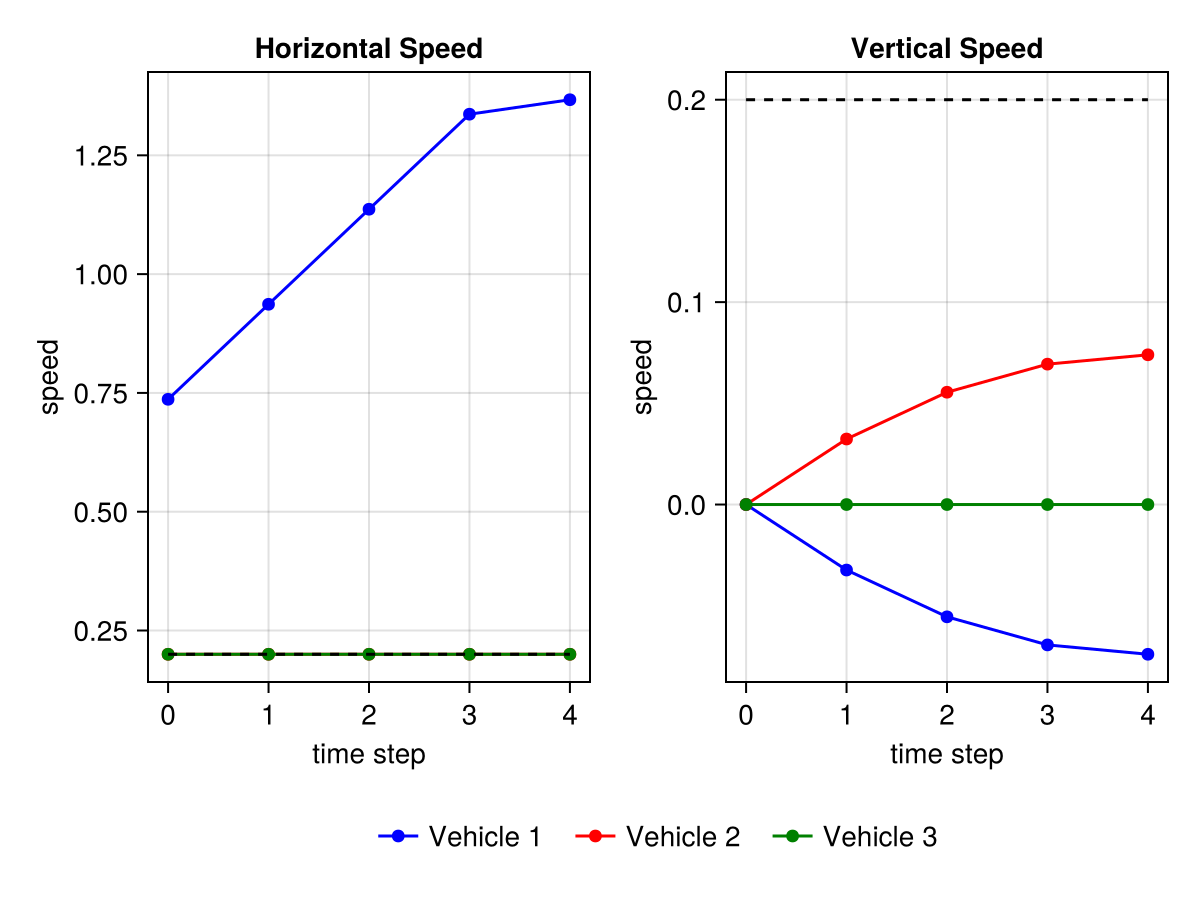 Horizontal Speed
1.25
1.00
0.75
0.50
0.25
speed
0 1 2 3 4
time step
Vertical Speed
0.2
0.1
0.0
speed
0 1 2 3 4
time step
Vehicle 1 Vehicle 2 Vehicle 3